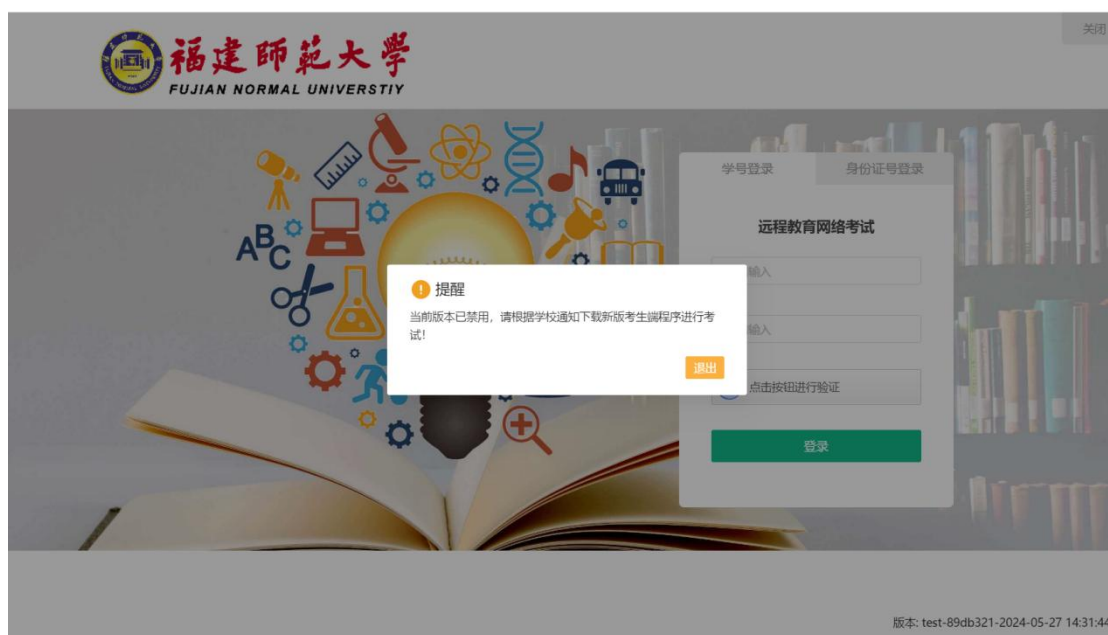 关闭
福建师范大学
FUJIAN NORMAL UNIVERSTIY
学号登录 身份证号登录
远程教育网络考试
ABC
输入
提醒
当前版本已禁用，请根据学校通知下载新版考生端程序进行考
试！
输入
退出
点击按钮进行验证
登录
版本: test-89db321-2024-05-27 14:31:44